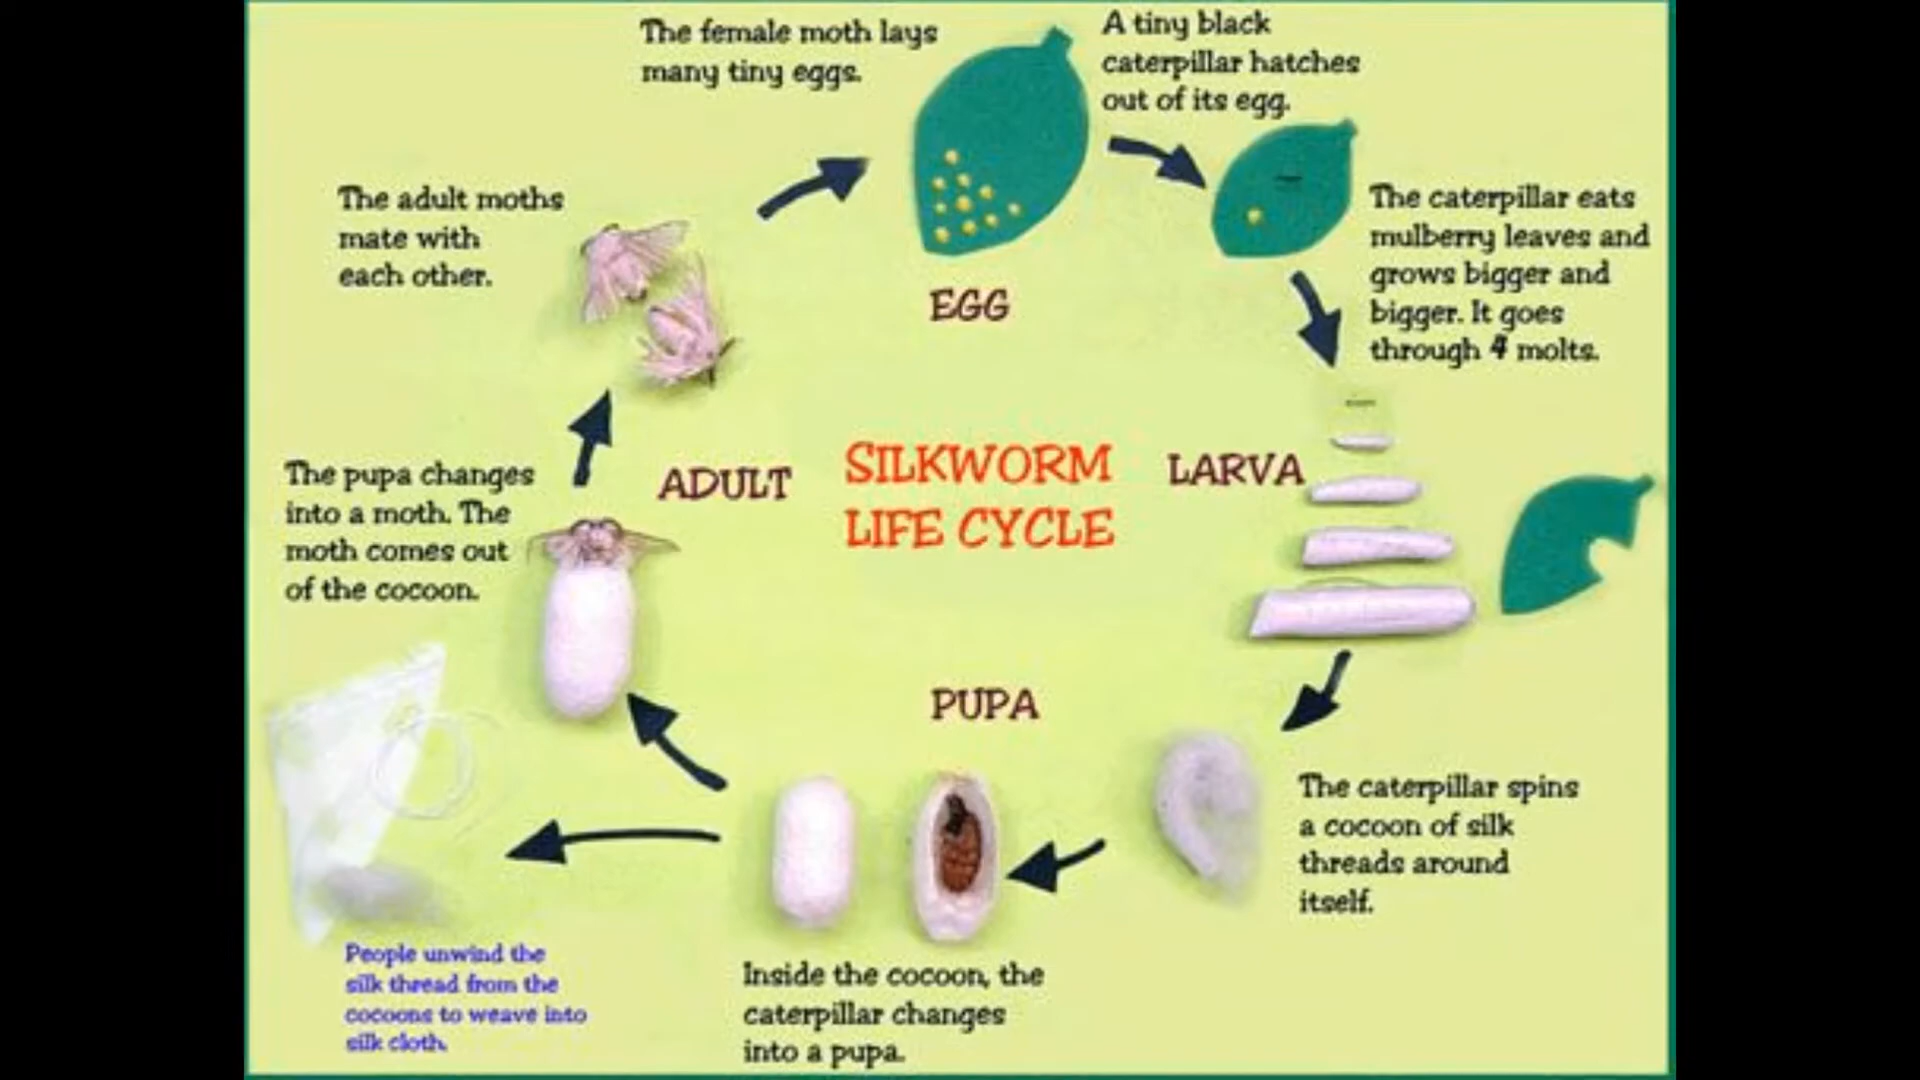 The female moth lays
many tiny eggs.
A tiny black
caterpillar hatches
out of its egg.
The caterpillar eats
mulberry leaves and
grows bigger and
bigger. It goes
through 4 molts.
The adult moths
mate with
each other.
EGG
The pupa changes
into a moth. The
moth comes out
of the cocoon.
ADULT
SILKWORM
LIFE CYCLE
LARVA
PUPA
The caterpillar spins
a cocoon of silk
threads around
itself.
People unwind the
silk thread from the
cocoons to weave into
silk cloth.
Inside the cocoon, the
caterpillar changes
into a pupa.